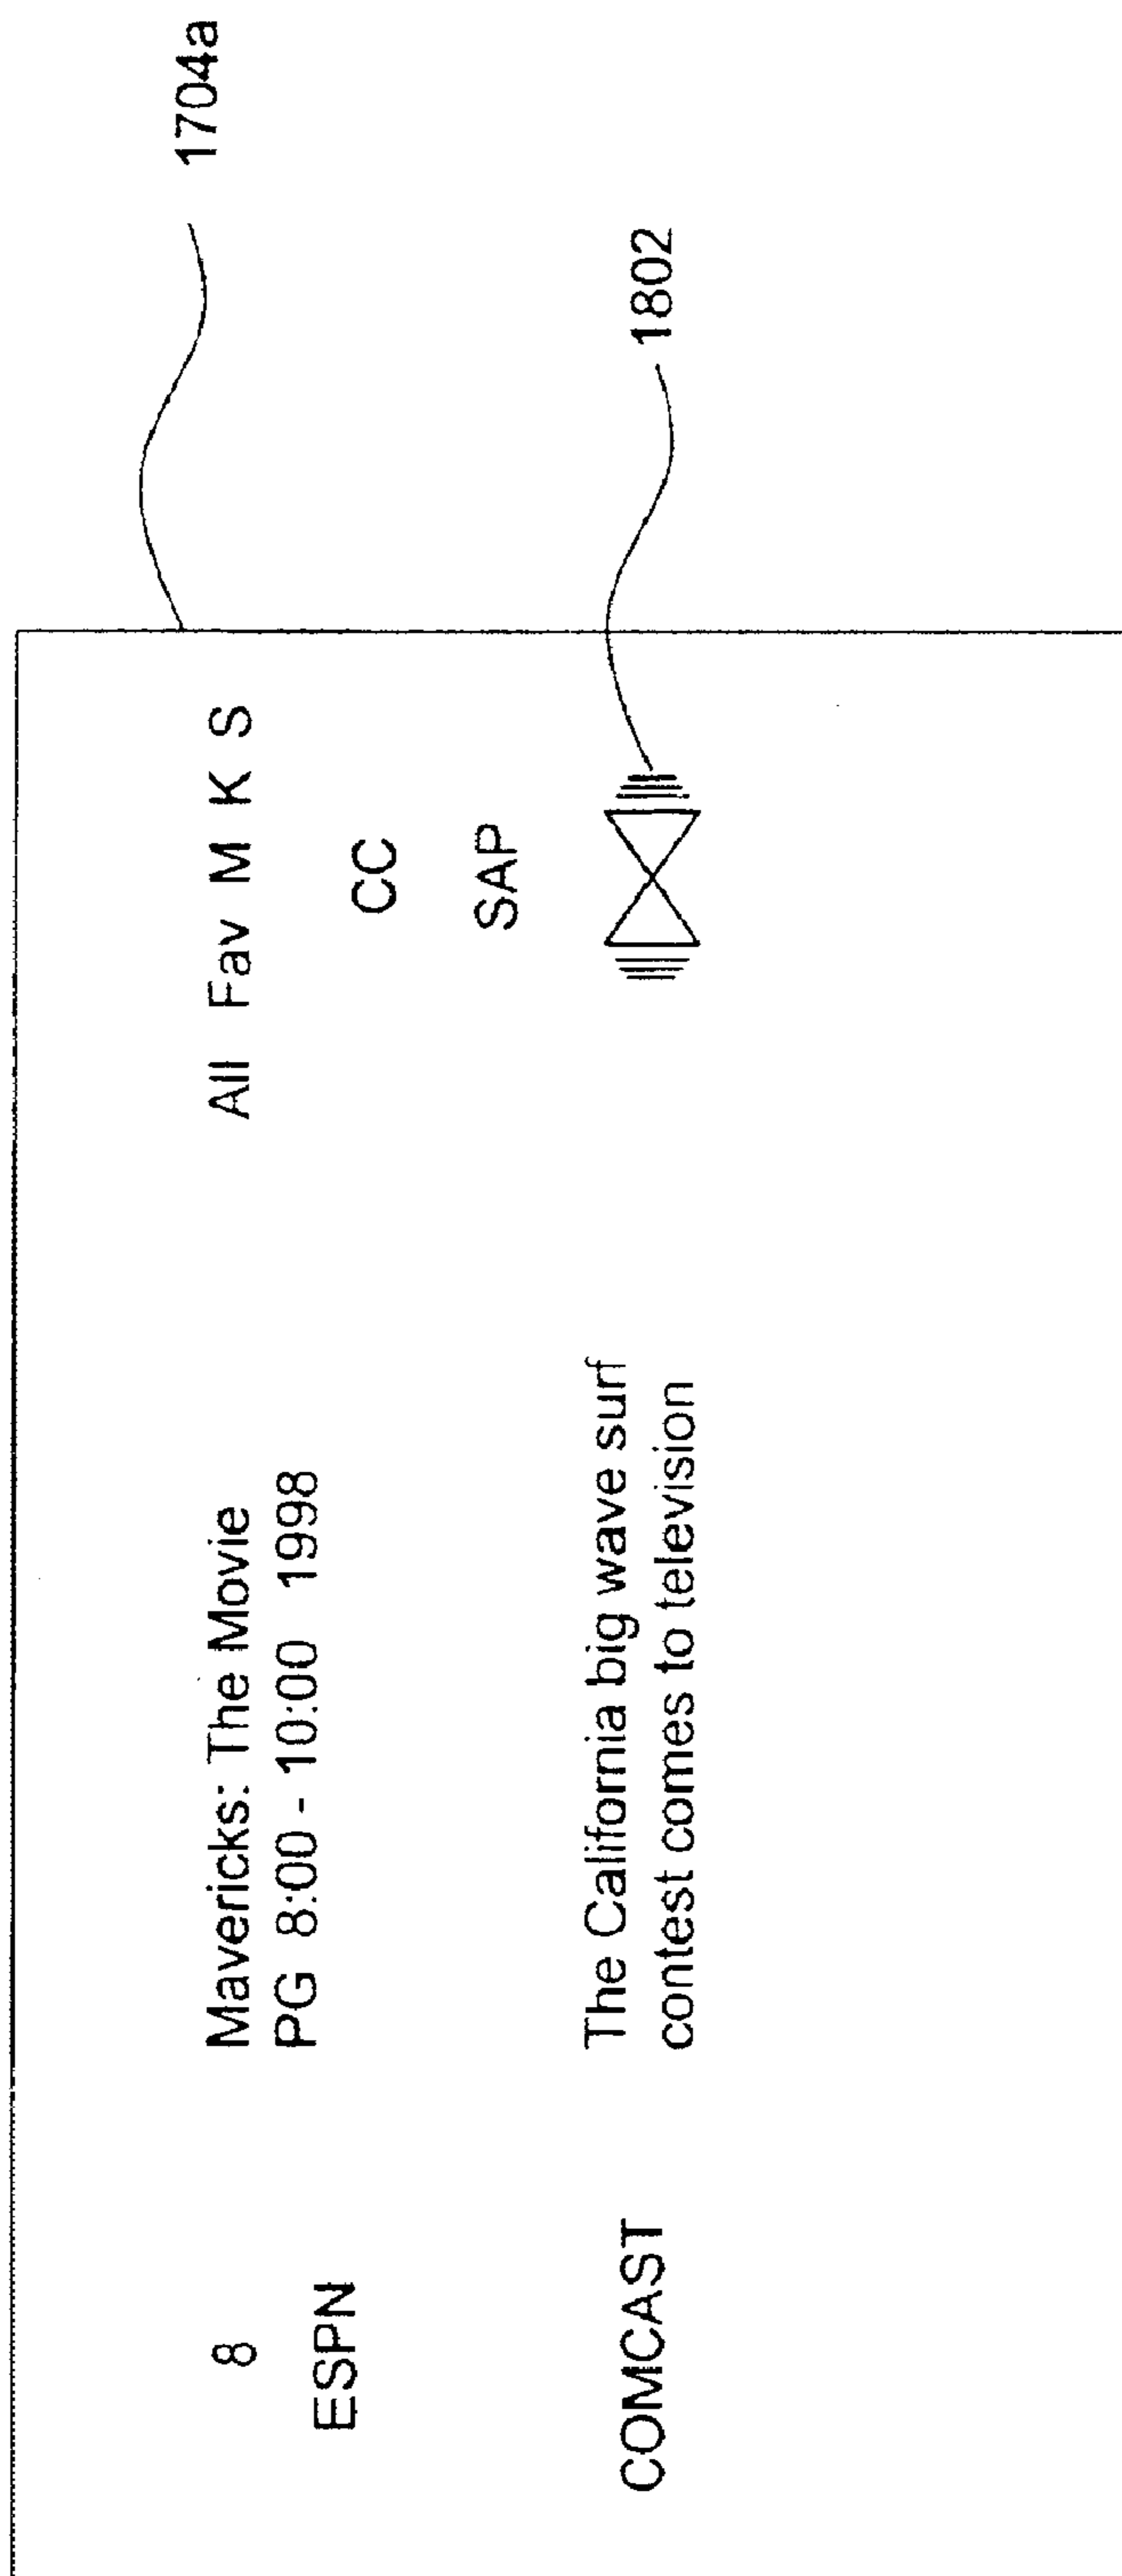 1704a
8
Mavericks: The Movie
All Fav M K S
ESPN
PG 8:00 - 10:00 1998
CC
SAP
COMCAST
The California big wave surf
contest comes to television
1802